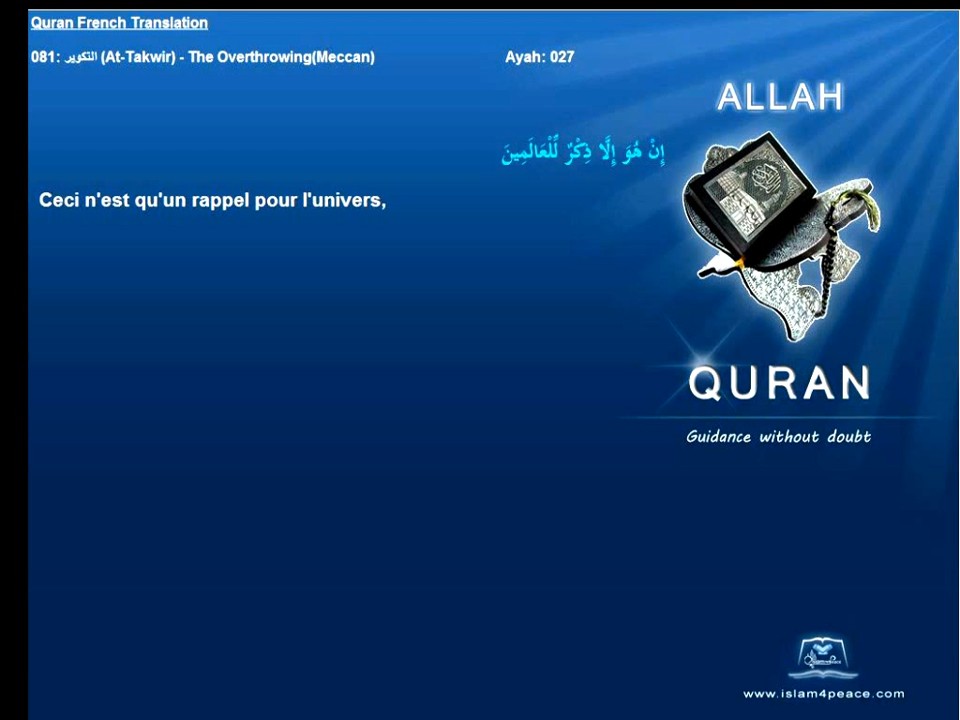 Quran French Translation
081: التكوير (At-Takwir) - The Overthrowing(Meccan) Ayah: 027
ALLAH
إِنْ هُوَ إِلَّا ذِكْرٌ لِّلْعَالَمِينَ
Ceci n'est qu'un rappel pour l'univers,
QURAN
Guidance without doubt
www.islam4peace.com